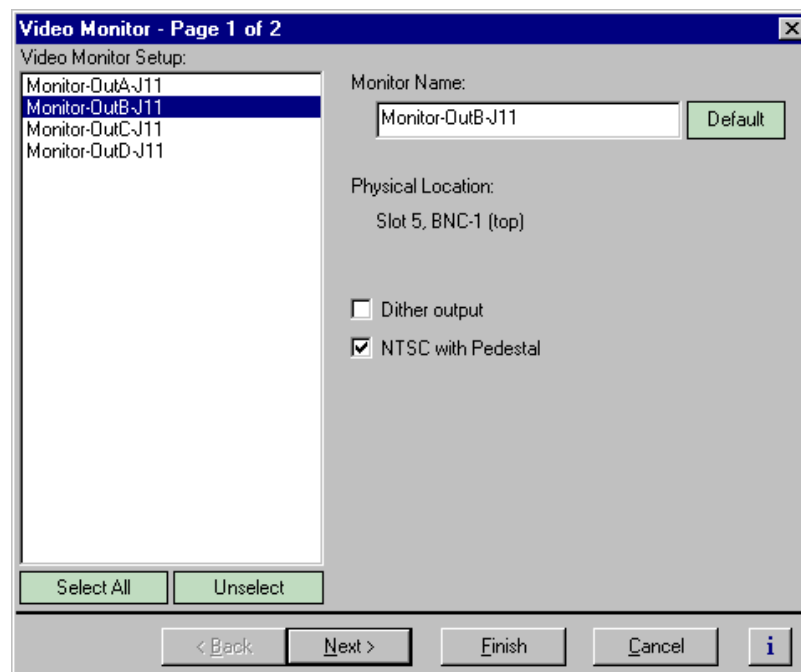 Video Monitor - Page 1 of 2
Video Monitor Setup:
Monitor-OutA-J11
Monitor-OutB-J11
Monitor-OutC-J11
Monitor-OutD-J11
Monitor Name:
Monitor-OutB-J11
Default
Physical Location:
Slot 5, BNC-1 (top)
Dither output
NTSC with Pedestal
Select All
Unselect
< Back
Next >
Finish
Cancel
i